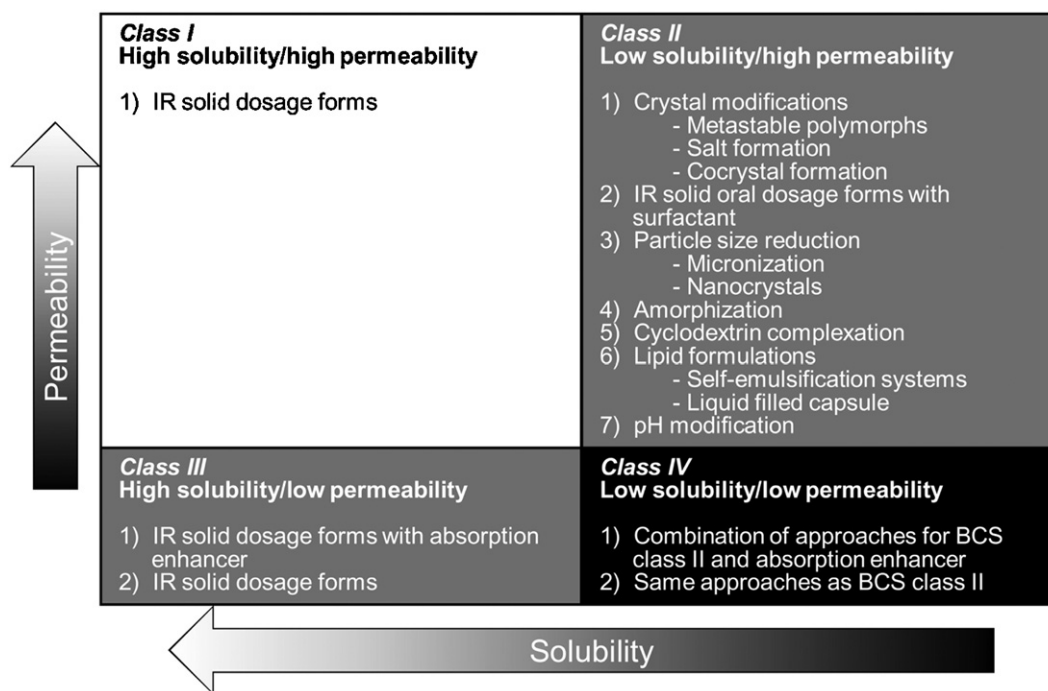 Class I
High solubility/high permeability
1) IR solid dosage forms
Class II
Low solubility/high permeability
1) Crystal modifications
- Metastable polymorphs
- Salt formation
- Cocrystal formation
2) IR solid oral dosage forms with
surfactant
3) Particle size reduction
- Micronization
- Nanocrystals
4) Amorphization
5) Cyclodextrin complexation
6) Lipid formulations
- Self-emulsification systems
- Liquid filled capsule
7) pH modification
Permeability
Class III
High solubility/low permeability
1) IR solid dosage forms with absorption
enhancer
2) IR solid dosage forms
Class IV
Low solubility/low permeability
1) Combination of approaches for BCS
class II and absorption enhancer
2) Same approaches as BCS class II
Solubility